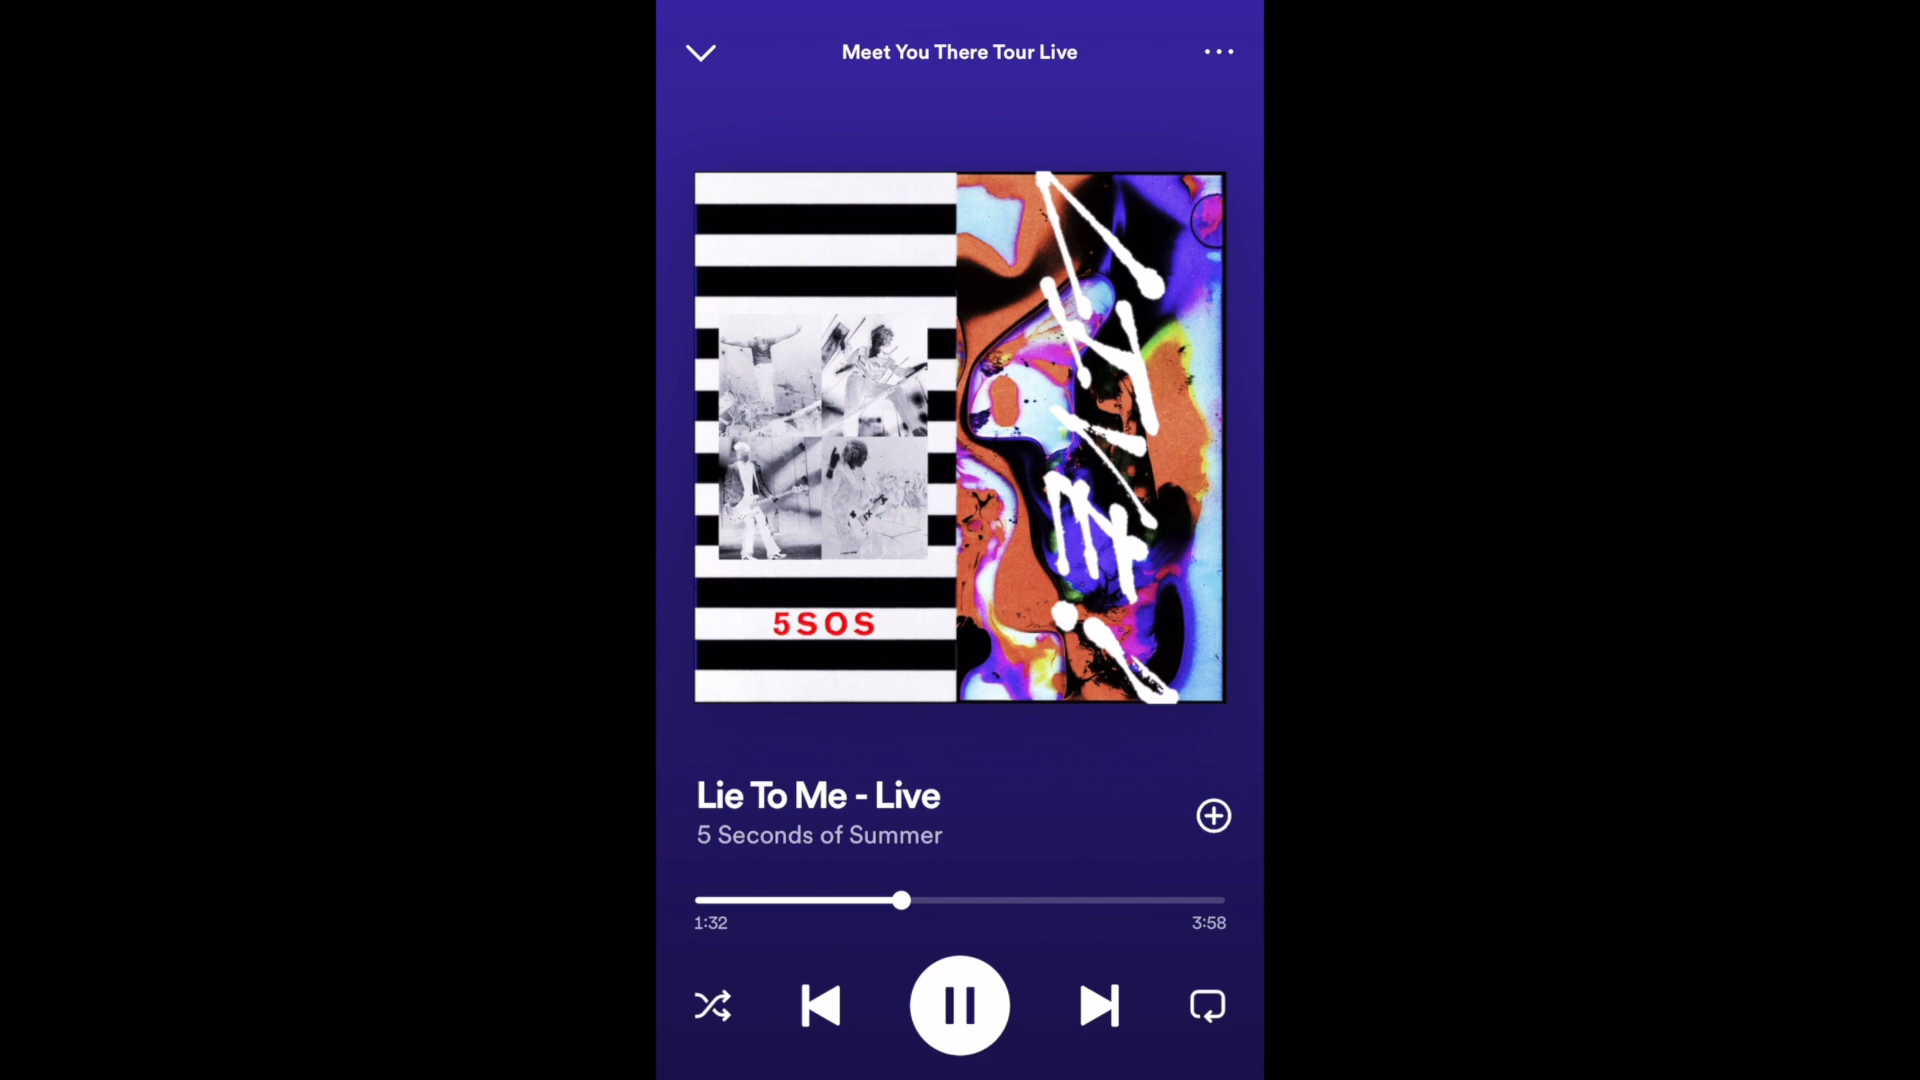 Meet You There Tour Live
5SOS
Lie To Me - Live
5 Seconds of Summer
1:32
3:58